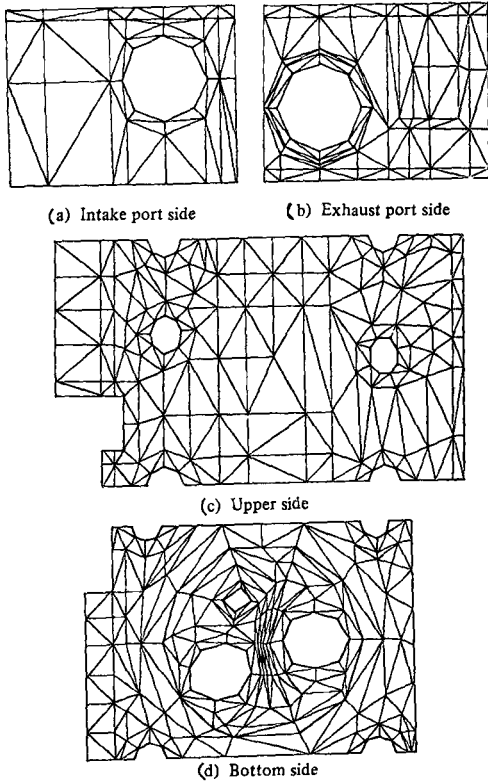 (a) Intake port side
(b) Exhaust port side
(c) Upper side
(d) Bottom side